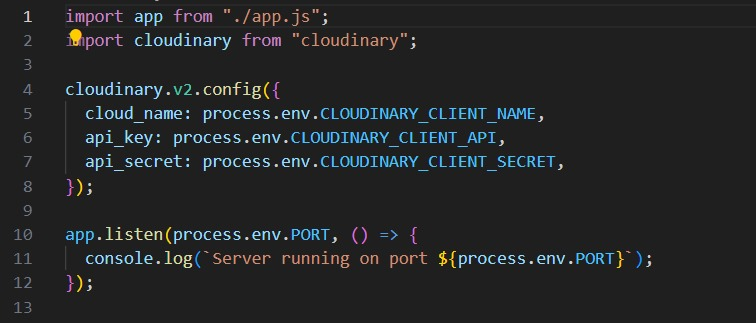 1 import app from "./app.js";
2 import cloudinary from "cloudinary";
3
4 cloudinary.v2.config({
5   cloud_name: process.env.CLOUDINARY_CLIENT_NAME,
6   api_key: process.env.CLOUDINARY_CLIENT_API,
7   api_secret: process.env.CLOUDINARY_CLIENT_SECRET,
8 });
9
10 app.listen(process.env.PORT, () => {
11   console.log(`Server running on port ${process.env.PORT}`);
12 });
13